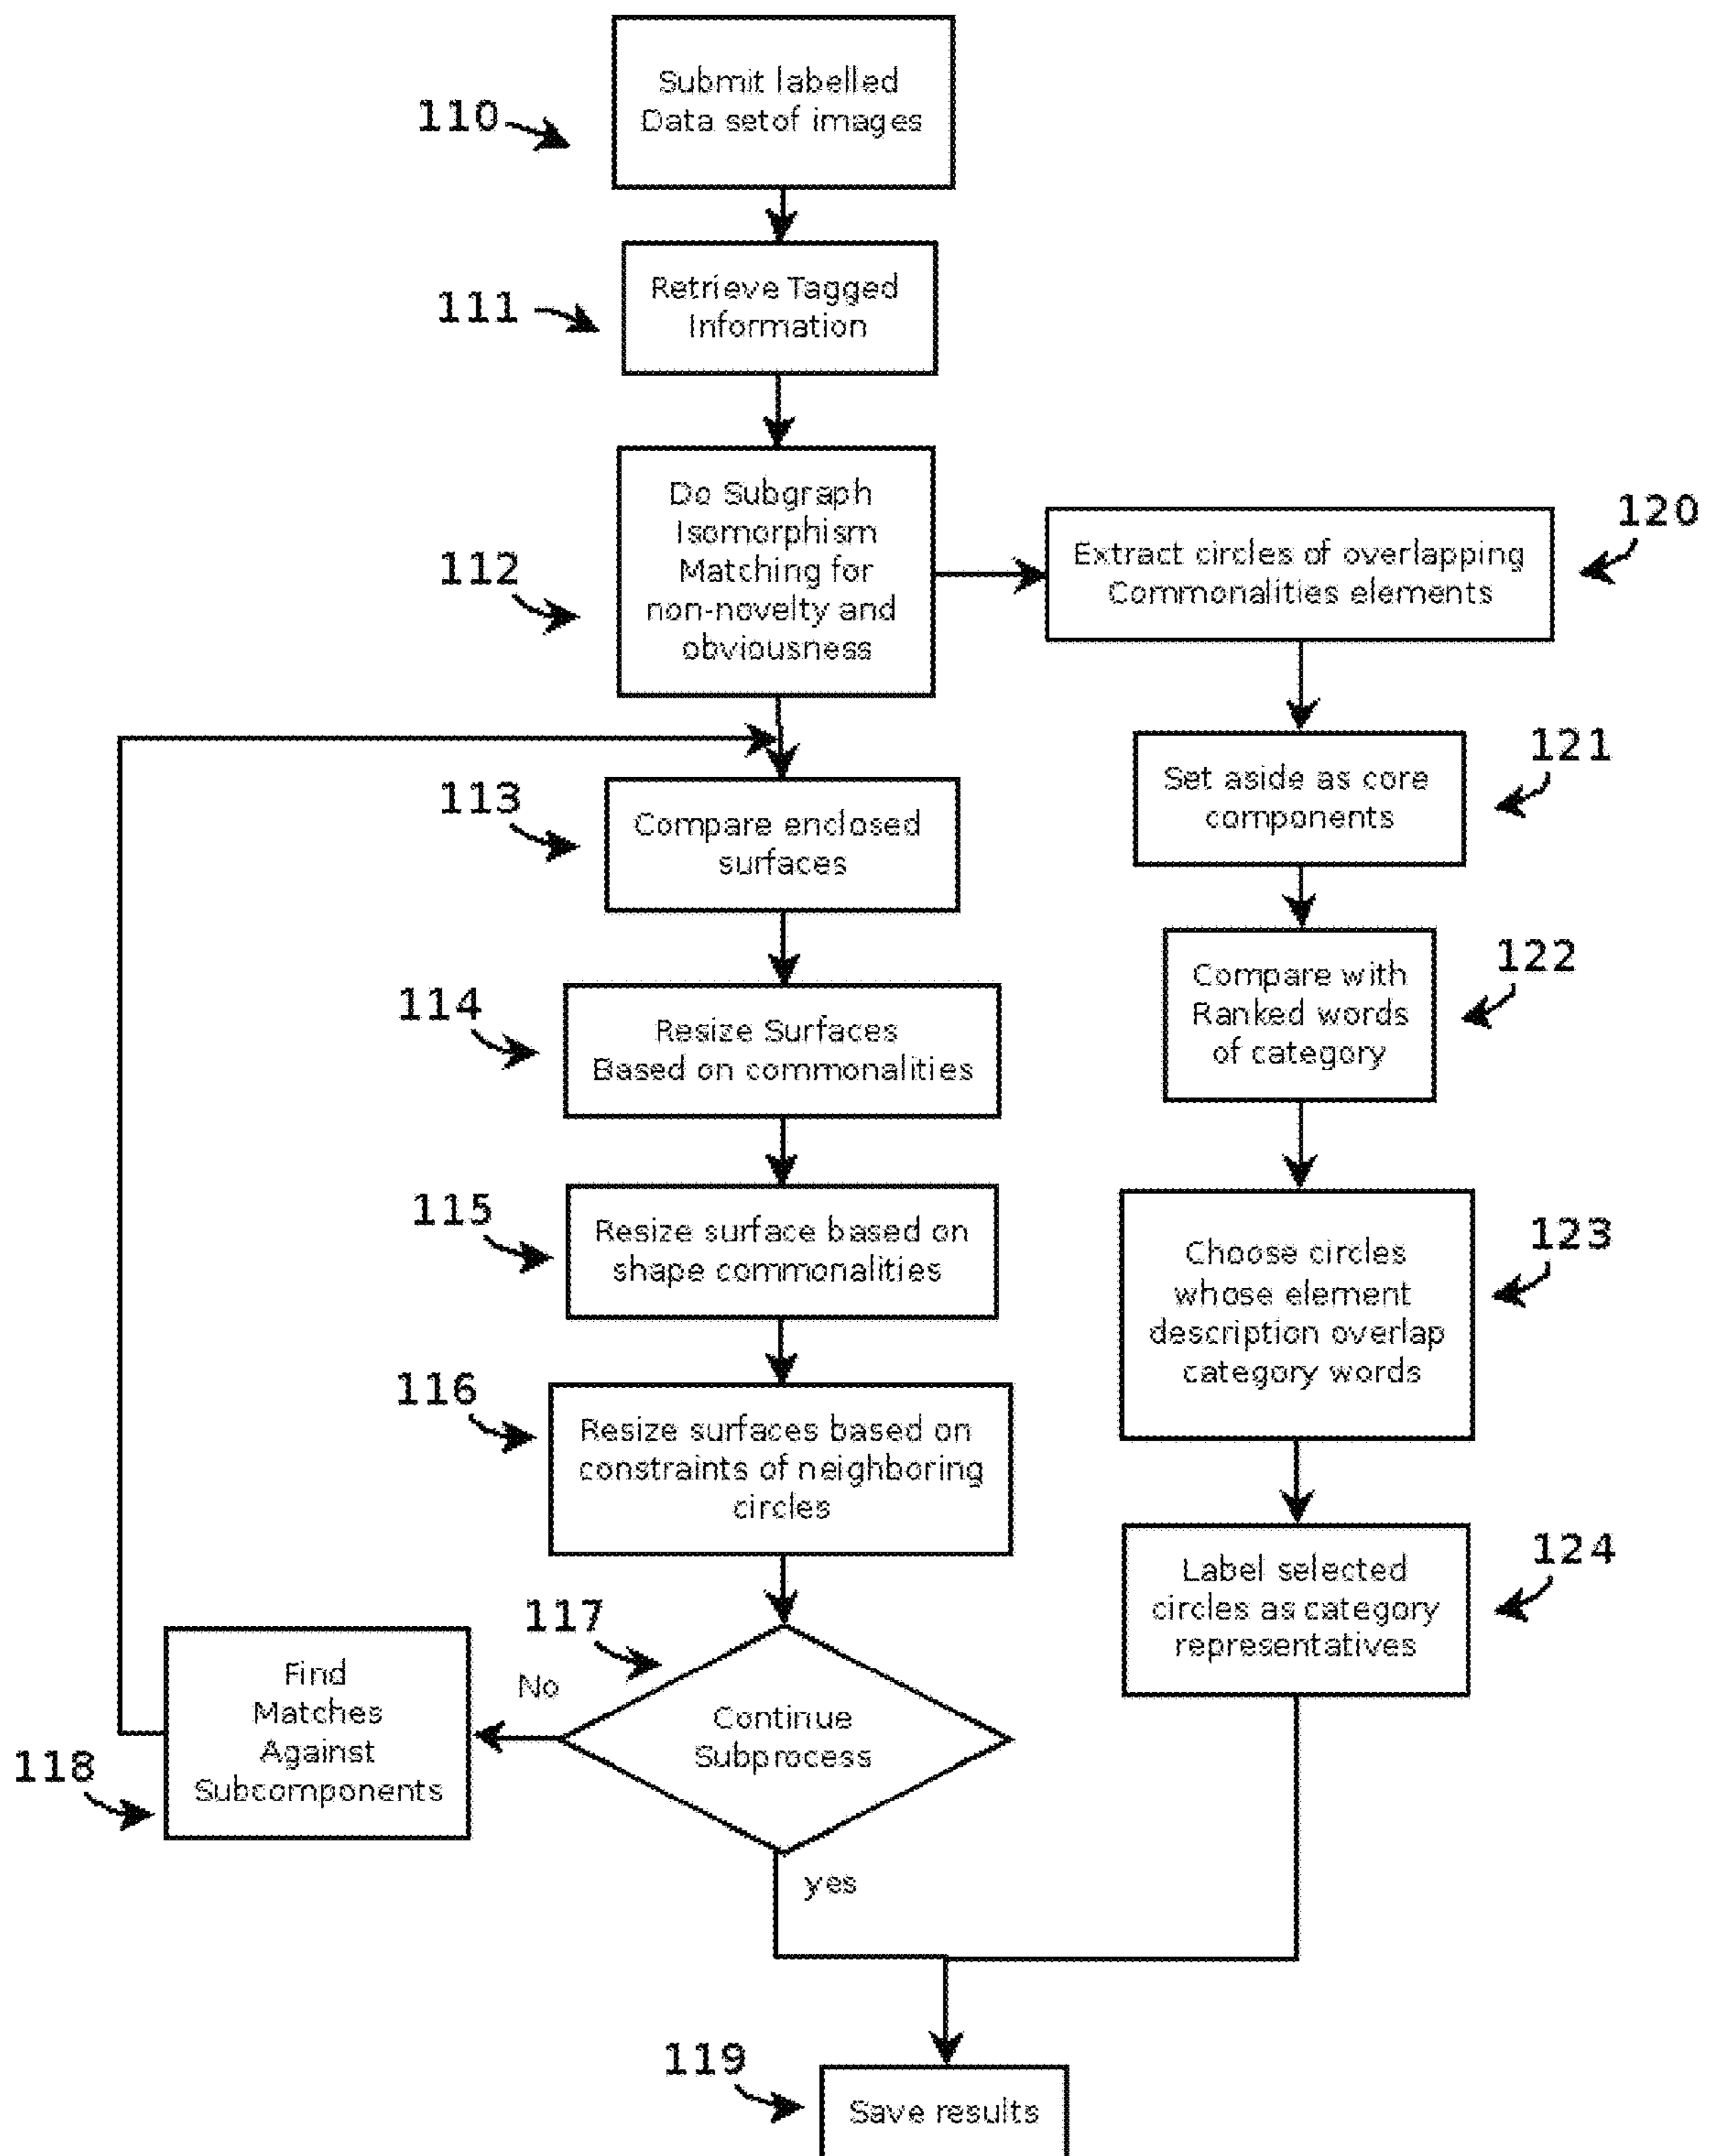 110
Submit labelled
Data setof images
111
Retrieve Tagged
Information
112
Do Subgraph
Isomorphism
Matching for
non-novelty and
obviousness
120
Extract circles of overlapping
Commonalities elements
121
Set aside as core
components
113
Compare enclosed
surfaces
122
Compare with
Ranked words
of category
114
Resize Surfaces
Based on commonalities
115
Resize surface based on
shape commonalities
123
Choose circles
whose element
description overlap
category words
116
Resize surfaces based on
constraints of neighboring
circles
124
Label selected
circles as category
representatives
117
No
Continue
Subprocess
118
Find
Matches
Against
Subcomponents
yes
119
Save results